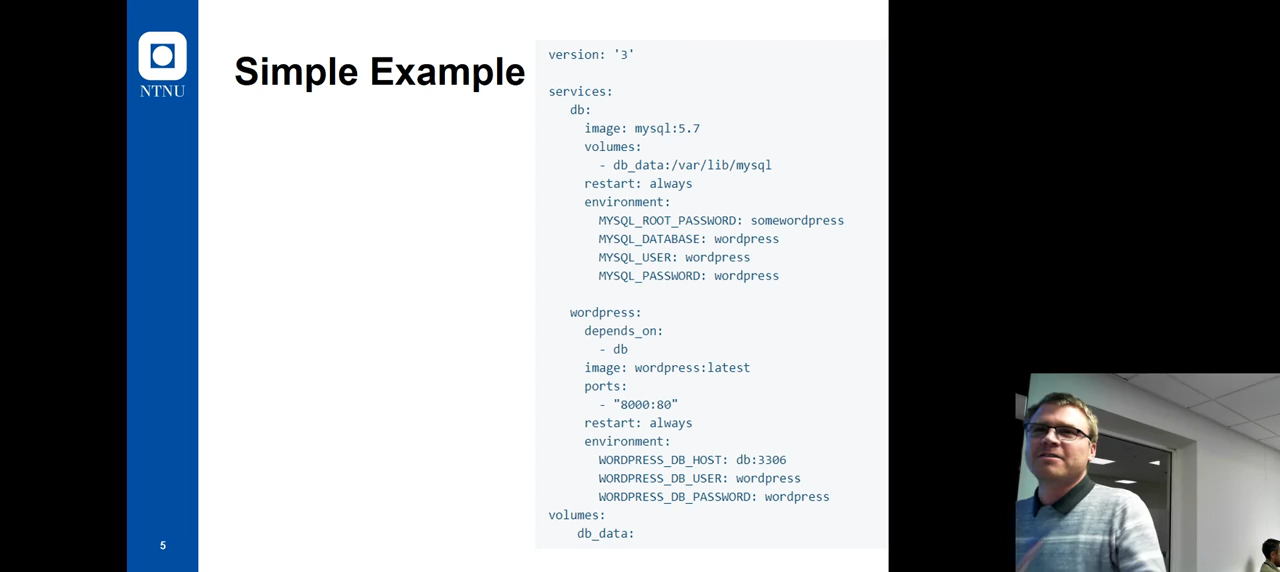 NTNU
Simple Example
version: '3'
services:
db:
image: mysql:5.7
volumes:
- db_data:/var/lib/mysql
restart: always
environment:
MYSQL_ROOT_PASSWORD: somewordpress
MYSQL_DATABASE: wordpress
MYSQL_USER: wordpress
MYSQL_PASSWORD: wordpress
wordpress:
depends_on:
- db
image: wordpress:latest
ports:
- "8000:80"
restart: always
environment:
WORDPRESS_DB_HOST: db:3306
WORDPRESS_DB_USER: wordpress
WORDPRESS_DB_PASSWORD: wordpress
volumes:
db_data:
5